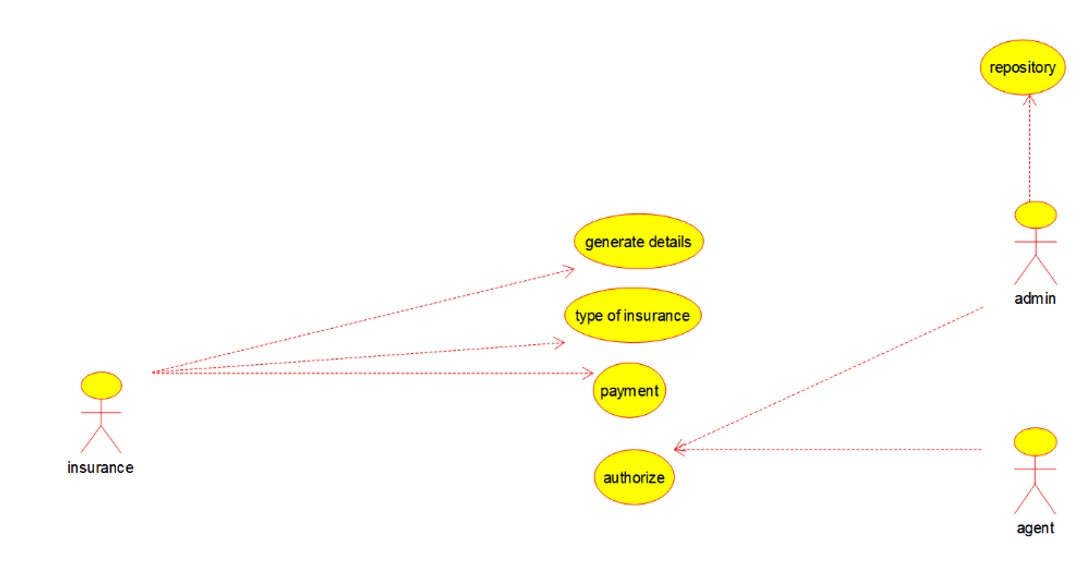 repository
generate details
admin
type of insurance
payment
insurance
authorize
agent